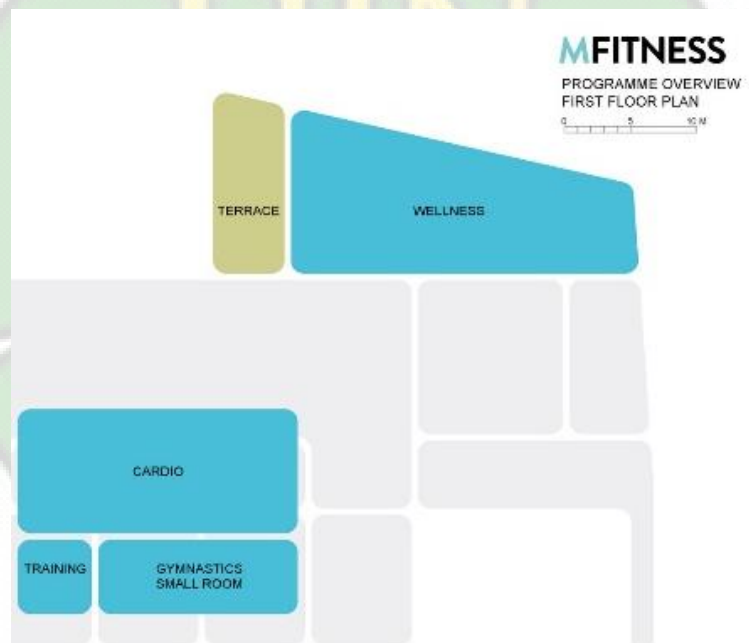 MFITNESS
PROGRAMME OVERVIEW
FIRST FLOOR PLAN
0 5 10 M
TERRACE
WELLNESS
CARDIO
TRAINING
GYMNASTICS
SMALL ROOM